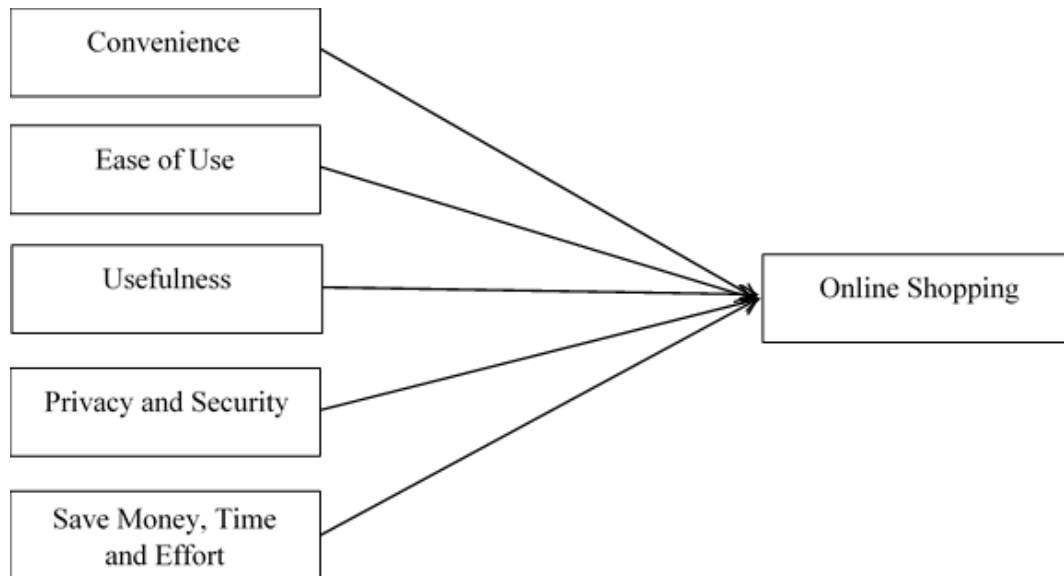 Convenience
Ease of Use
Usefulness
Online Shopping
Privacy and Security
Save Money, Time
and Effort